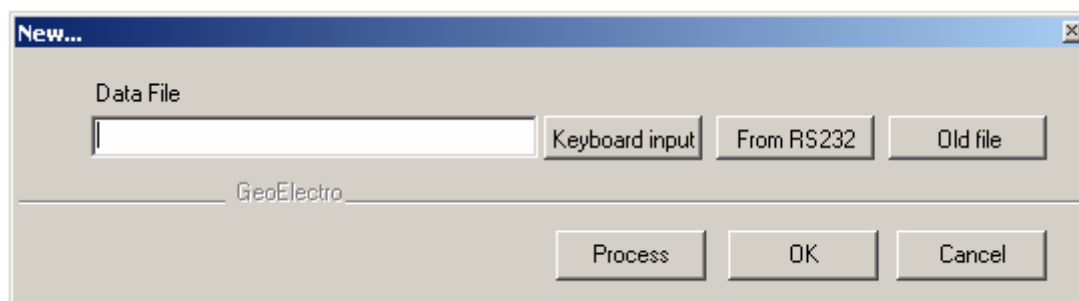 New...
Data File
Keyboard input From RS232 Old file
GeoElectro
Process OK Cancel